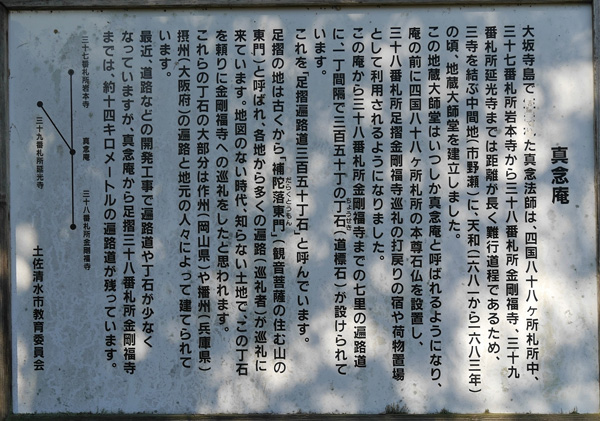 真念庵
大坂寺島で た真念法師は、四国八十八ヶ所札所中、
三十七番札所岩本寺から三十八番札所金剛福寺、三十九
番札所延光寺までは距離が長く難行道程であるため、
三寺を結ぶ中間地(市野瀬)に、天和(一六八一から一六八三年)
の頃、地蔵大師堂を建立しました。
この地蔵大師堂はいつしか真念庵と呼ばれるようになり、
庵の前に四国八十八ヶ所札所の本尊石仏を設置し、
三十八番札所足摺金剛福寺巡礼の打戻りの宿や荷物置場
として利用されるようになりました。
この庵から三十八番札所金剛福寺までの七里の遍路道
に、一丁間隔で三百五十丁の丁石(道標石)が設けられて
います。
これを「足摺遍路道三百五十丁石」と呼んでいます。
足摺の地は古くから「補陀落東門」(観音菩薩の住む山の
だらくとうもん
東門)と呼ばれ、各地から多くの遍路(巡礼者)が巡礼に
来ています。地図のない時代、知らない土地で、この丁石
を頼りに金剛福寺への巡礼をしたと思われます。
これらの丁石の大部分は作州(岡山県)や播州(兵庫県)
摂州(大阪府)の遍路と地元の人々によって建てられて
います。
最近、道路などの開発工事で遍路道や丁石が少なく
なっていますが、真念庵から足摺三十八番札所金剛福寺
までは、約十四キロメートルの遍路道が残っています。
三十七番札所岩本寺
真念庵
三十八番札所金剛福寺
三十九番札所延光寺
土佐清水市教育委員会